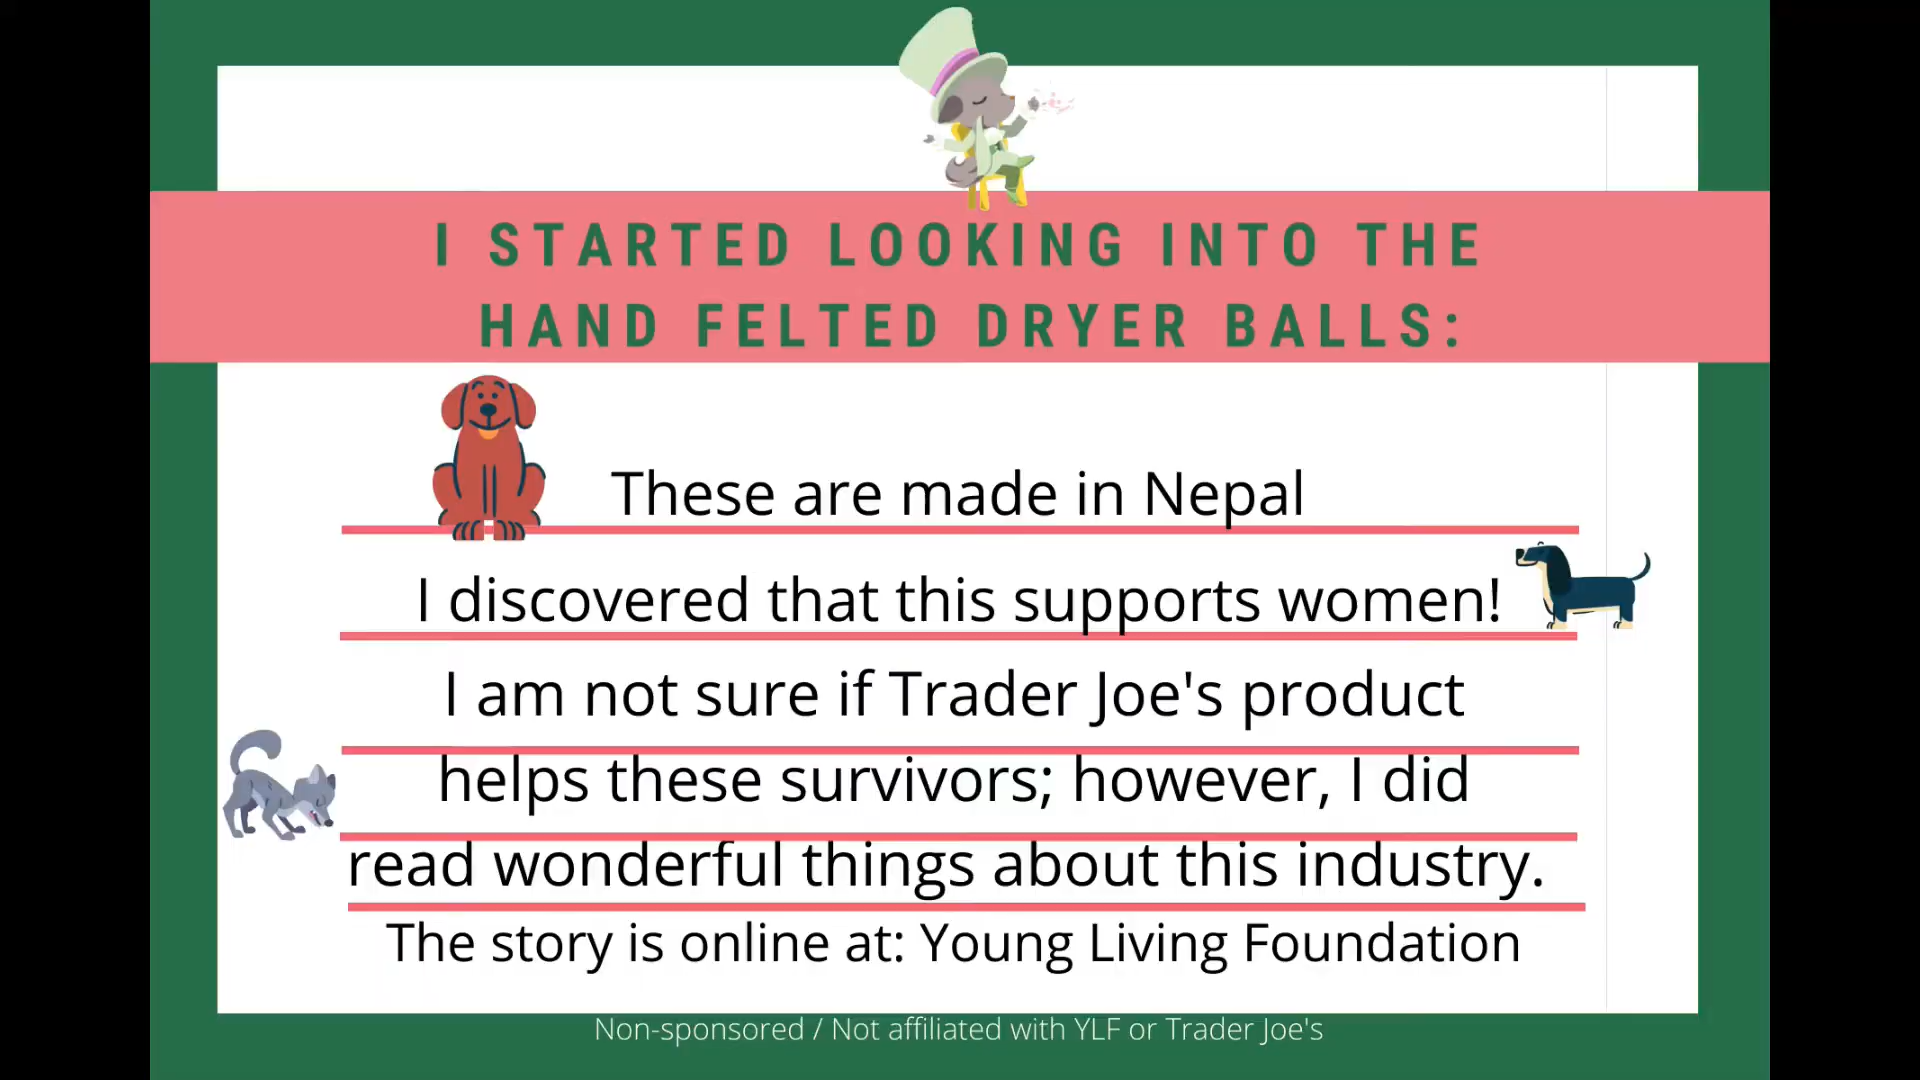 I STARTED LOOKING INTO THE
HAND FELTED DRYER BALLS:
These are made in Nepal
I discovered that this supports women!
I am not sure if Trader Joe's product
helps these survivors; however, I did
read wonderful things about this industry.
The story is online at: Young Living Foundation
Non-sponsored / Not affiliated with YLF or Trader Joe's